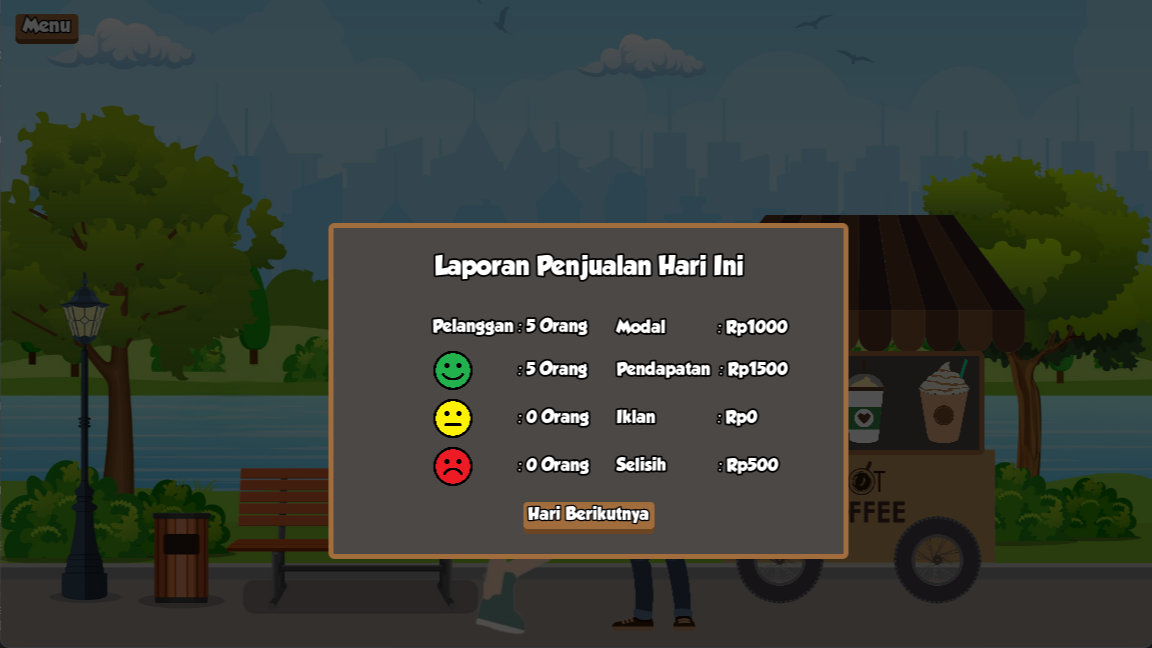 Menu
Laporan Penjualan Hari Ini
Pelanggan : 5 Orang Modal : Rp1000
: 5 Orang Pendapatan : Rp1500
: 0 Orang Iklan : Rp0
: 0 Orang Selisih : Rp500
Hari Berikutnya